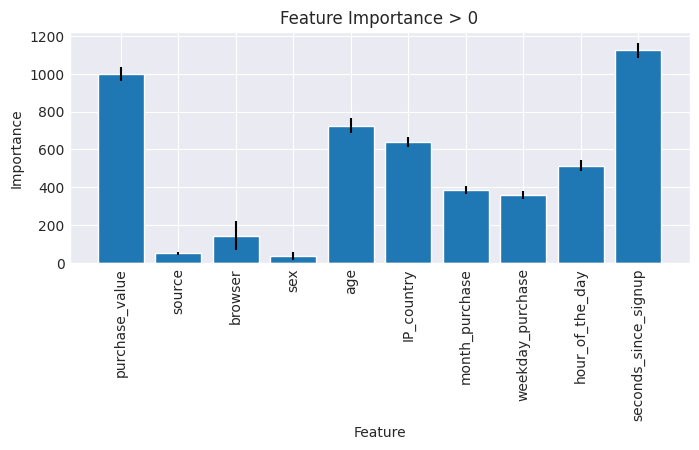 Feature Importance > 0
Importance
1200
1000
800
600
400
200
0
purchase_value
source
browser
sex
age
IP_country
month_purchase
weekday_purchase
hour_of_the_day
seconds_since_signup
Feature